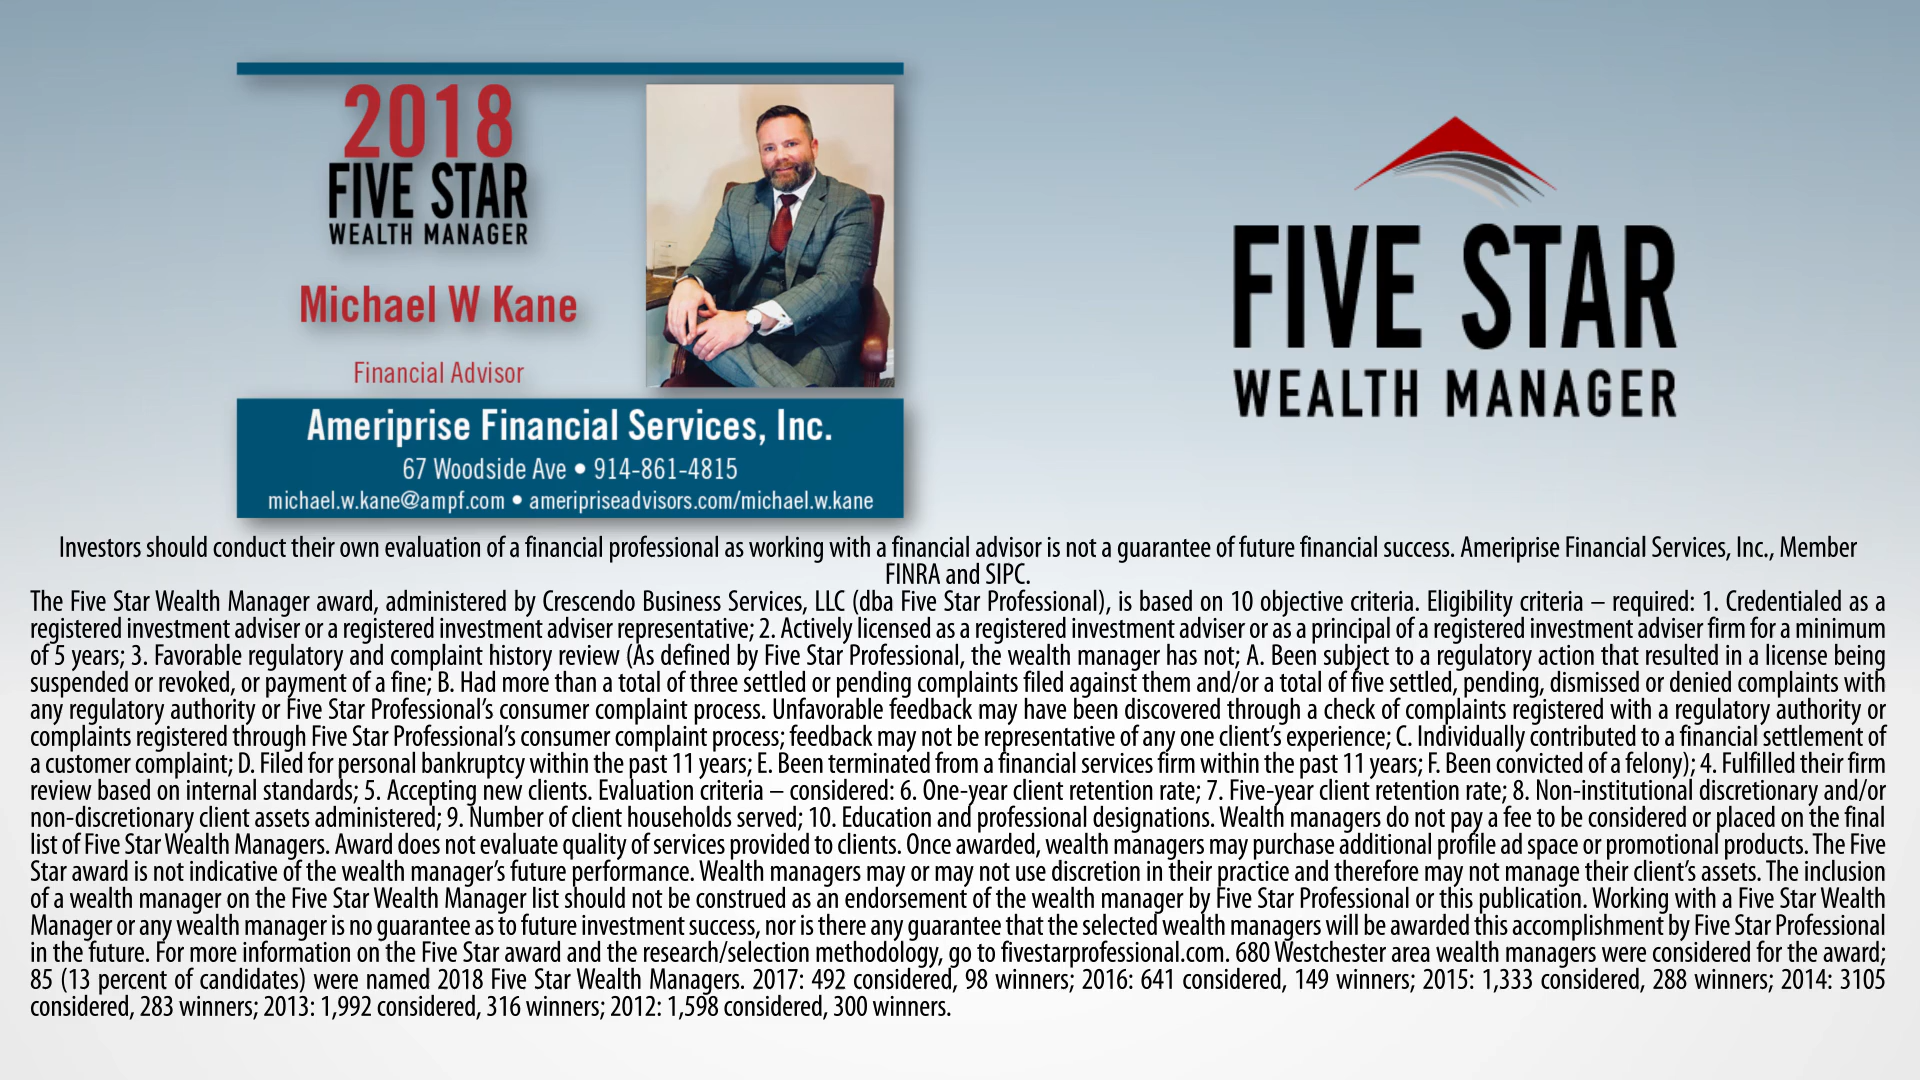 2018
FIVE STAR
WEALTH MANAGER
Michael W Kane
Financial Advisor
Ameriprise Financial Services, Inc.
67 Woodside Ave • 914-861-4815
michael.w.kane@ampf.com • ameripriseadvisors.com/michael.w.kane
FIVE STAR
WEALTH MANAGER
Investors should conduct their own evaluation of a financial professional as working with a financial advisor is not a guarantee of future financial success. Ameriprise Financial Services, Inc., Member
FINRA and SIPC.
The Five Star Wealth Manager award, administered by Crescendo Business Services, LLC (dba Five Star Professional), is based on 10 objective criteria. Eligibility criteria – required: 1. Credentialed as a
registered investment adviser or a registered investment adviser representative; 2. Actively licensed as a registered investment adviser or as a principal of a registered investment adviser firm for a minimum
of 5 years; 3. Favorable regulatory and complaint history review (As defined by Five Star Professional, the wealth manager has not; A. Been subject to a regulatory action that resulted in a license being
suspended or revoked, or payment of a fine; B. Had more than a total of three settled or pending complaints filed against them and/or a total of five settled, pending, dismissed or denied complaints with
any regulatory authority or Five Star Professional's consumer complaint process. Unfavorable feedback may have been discovered through a check of complaints registered with a regulatory authority or
complaints registered through Five Star Professional's consumer complaint process; feedback may not be representative of any one client's experience; C. Individually contributed to a financial settlement of
a customer complaint; D. Filed for personal bankruptcy within the past 11 years; E. Been terminated from a financial services firm within the past 11 years; F. Been convicted of a felony); 4. Fulfilled their firm
review based on internal standards; 5. Accepting new clients. Evaluation criteria – considered: 6. One-year client retention rate; 7. Five-year client retention rate; 8. Non-institutional discretionary and/or
non-discretionary client assets administered; 9. Number of client households served; 10. Education and professional designations. Wealth managers do not pay a fee to be considered or placed on the final
list of Five Star Wealth Managers. Award does not evaluate quality of services provided to clients. Once awarded, wealth managers may purchase additional profile ad space or promotional products. The Five
Star award is not indicative of the wealth manager's future performance. Wealth managers may or may not use discretion in their practice and therefore may not manage their client's assets. The inclusion
of a wealth manager on the Five Star Wealth Manager list should not be construed as an endorsement of the wealth manager by Five Star Professional or this publication. Working with a Five Star Wealth
Manager or any wealth manager is no guarantee as to future investment success, nor is there any guarantee that the selected wealth managers will be awarded this accomplishment by Five Star Professional
in the future. For more information on the Five Star award and the research/selection methodology, go to fivestarprofessional.com. 680 Westchester area wealth managers were considered for the award;
85 (13 percent of candidates) were named 2018 Five Star Wealth Managers. 2017: 492 considered, 98 winners; 2016: 641 considered, 149 winners; 2015: 1,333 considered, 288 winners; 2014: 3105
considered, 283 winners; 2013: 1,992 considered, 316 winners; 2012: 1,598 considered, 300 winners.